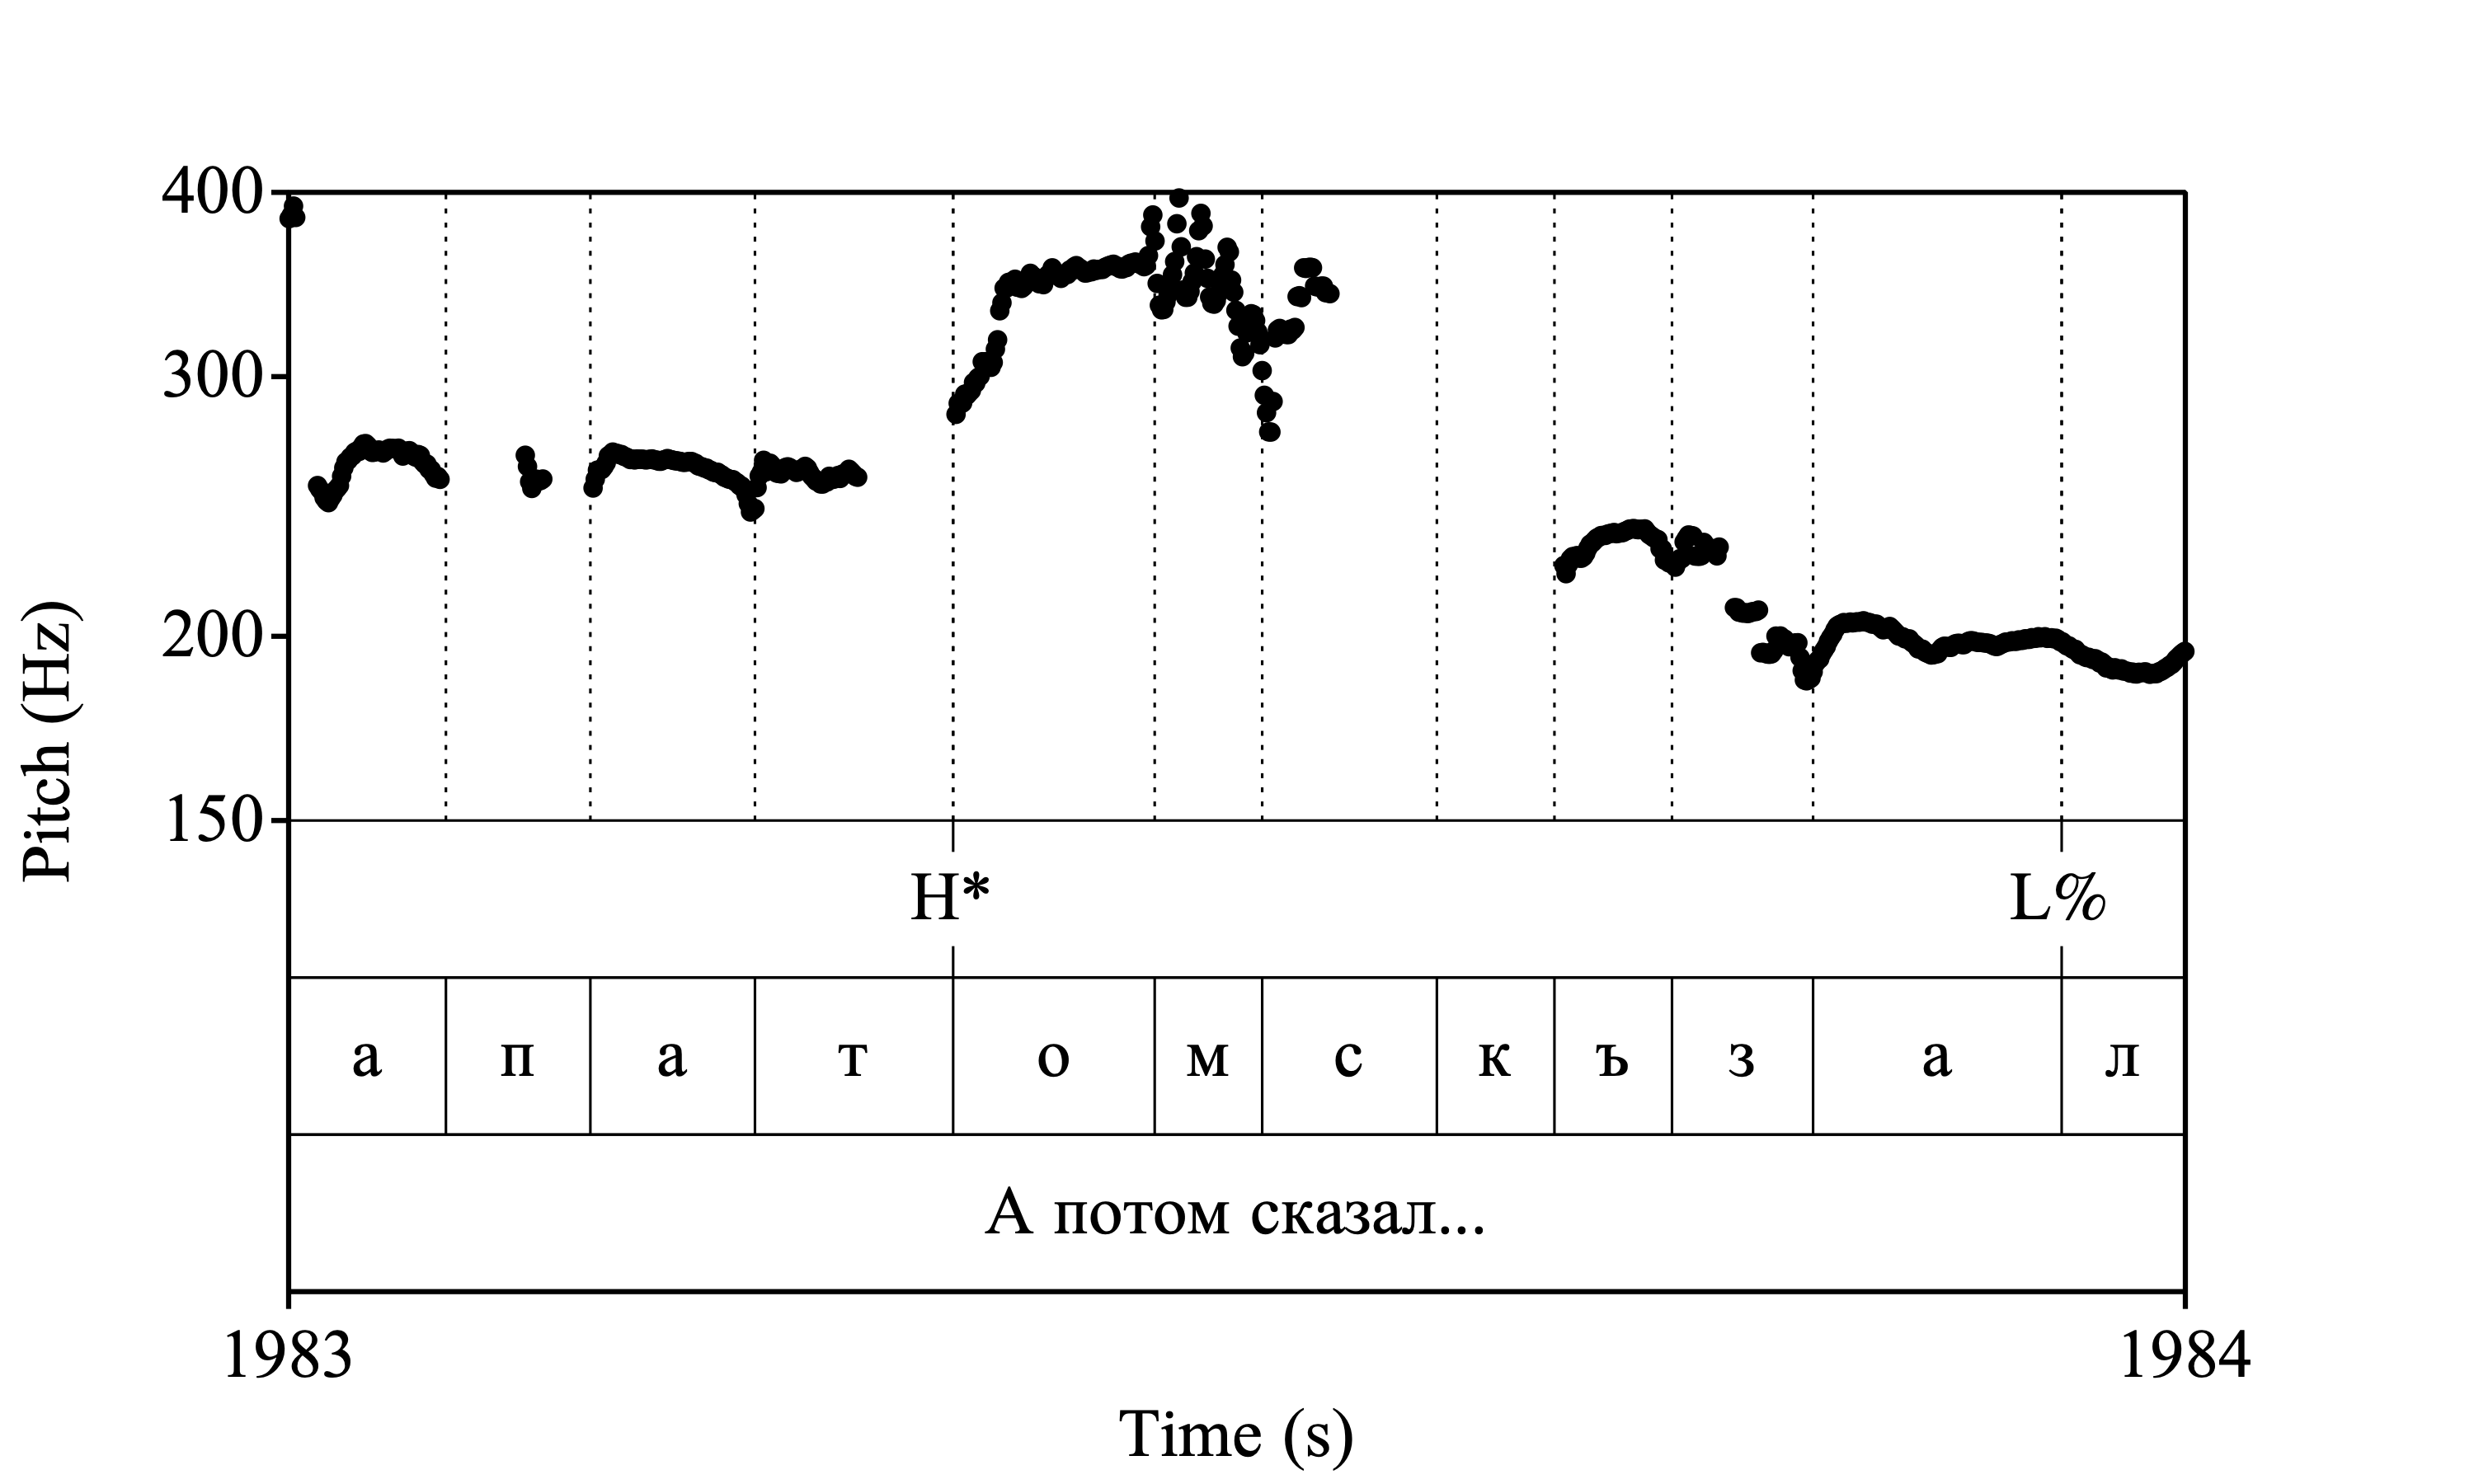 400
300
200
150
Pitch (Hz)
H* L%
а п а т о м с к ъ з а л
А потом сказал...
1983 1984
Time (s)